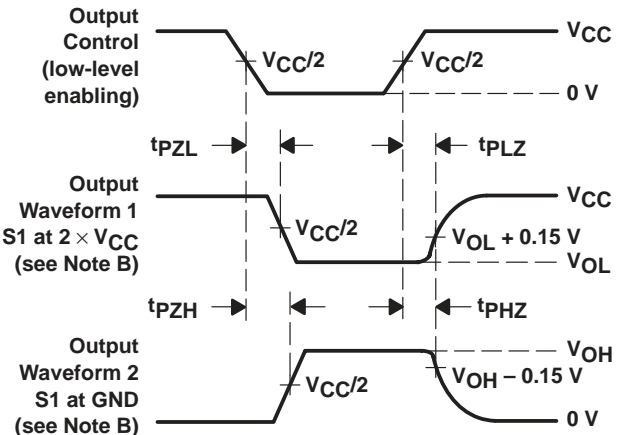 Output
Control
(low-level
enabling)
VCC/2
VCC/2
VCC
0 V
tPZL
tPLZ
Output
Waveform 1
S1 at 2 × VCC
(see Note B)
VCC/2
VCC
VOL + 0.15 V
VOL
tPZH
tPHZ
Output
Waveform 2
S1 at GND
(see Note B)
VCC/2
VOH
VOH – 0.15 V
0 V